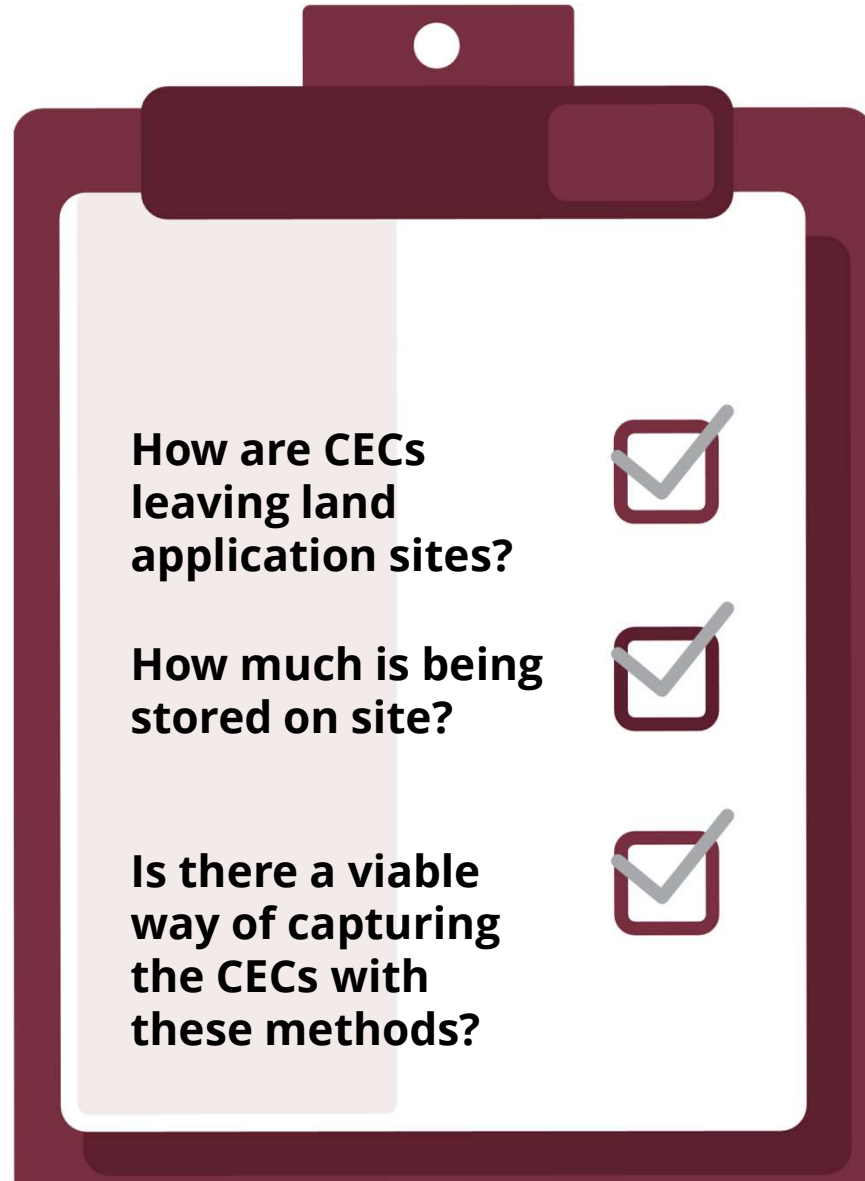 How are CECs
leaving land
application sites?
How much is being
stored on site?
Is there a viable
way of capturing
the CECs with
these methods?